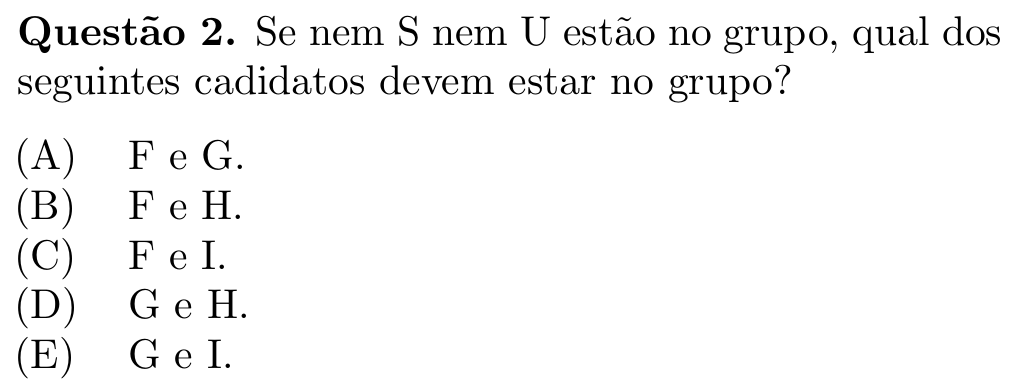 Questão 2. Se nem S nem U estão no grupo, qual dos
seguintes cadidatos devem estar no grupo?
(A) F e G.
(B) F e H.
(C) F e I.
(D) G e H.
(E) G e I.